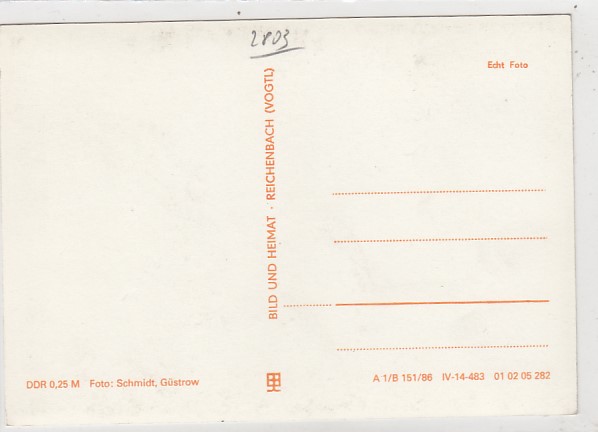 2803
Echt Foto
BILD UND HEIMAT · REICHENBACH (VOGTL)
DDR 0,25 M Foto: Schmidt, Güstrow
A 1/B 151/86 IV-14-483 01 02 05 282